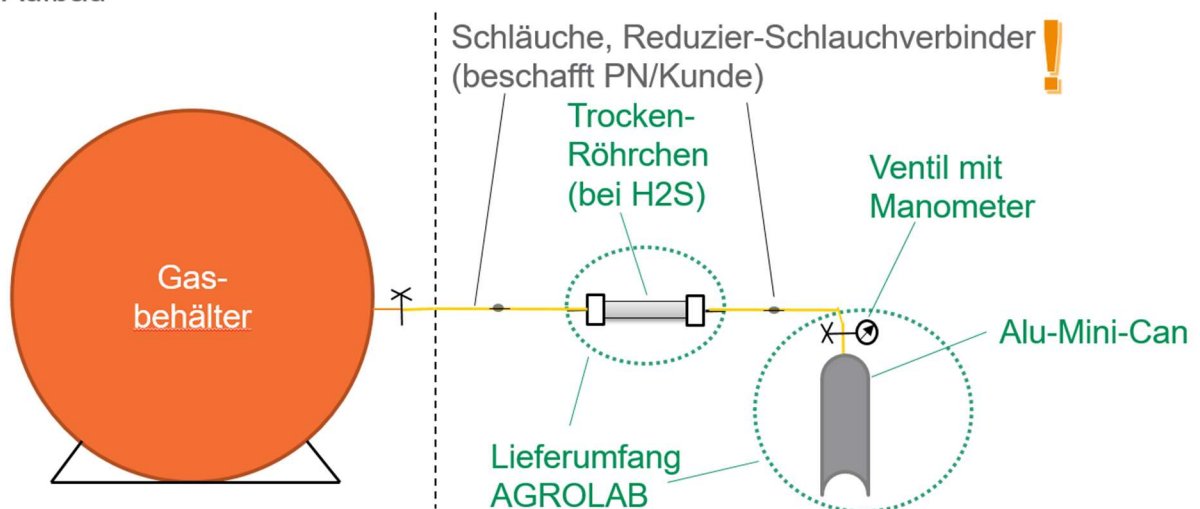 Schläuche, Reduzier-Schlauchverbinder !
(beschafft PN/Kunde)
Trocken-
Röhrchen
(bei H2S)
Ventil mit
Manometer
Gas-
behälter
Alu-Mini-Can
Lieferumfang
AGROLAB